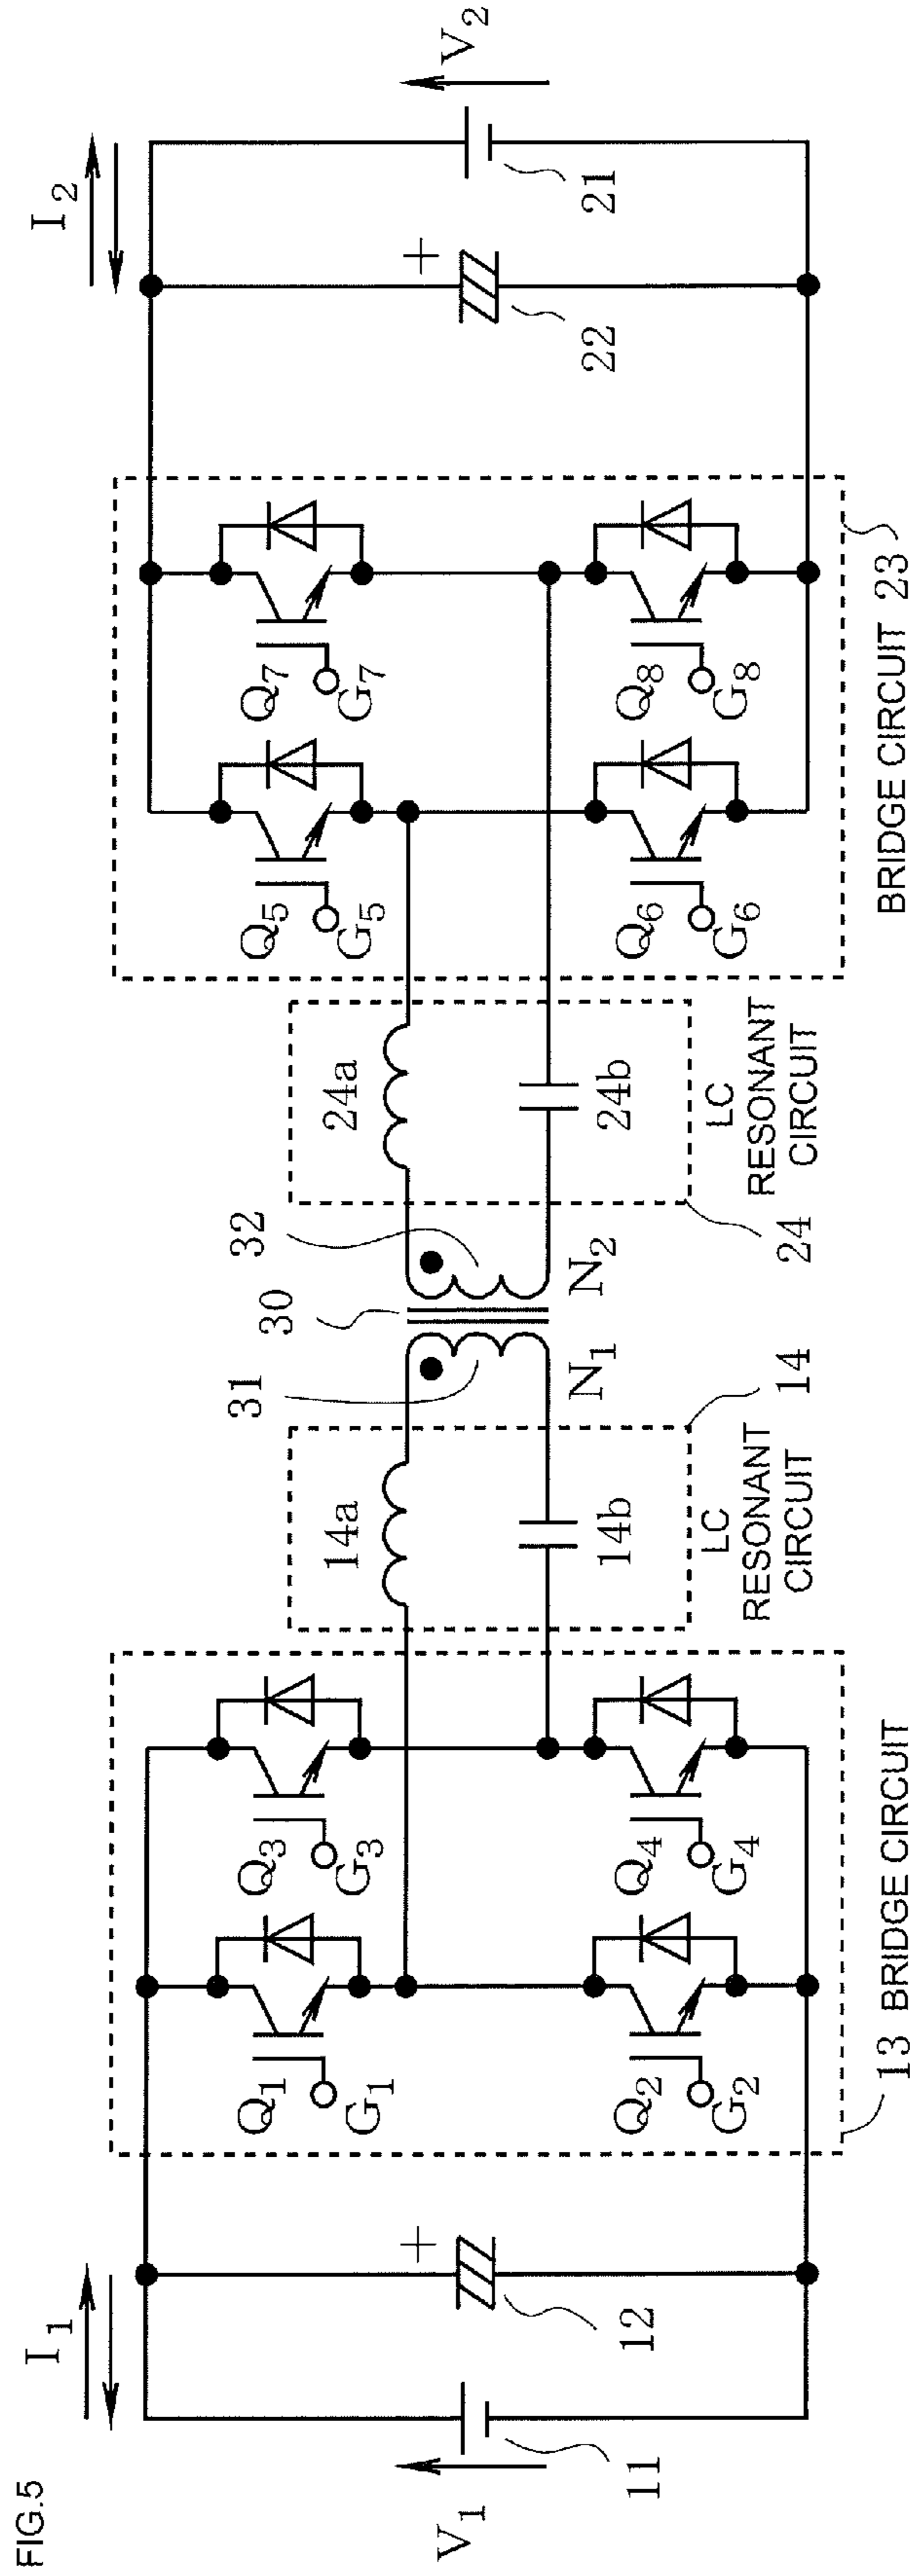 FIG.5
I1
V1
11
12
+
Q1
G1
Q2
G2
Q3
G3
Q4
G4
13 BRIDGE CIRCUIT
14a
14b
LC
RESONANT
CIRCUIT
14
31
30
32
N1
N2
24a
24b
LC
RESONANT
CIRCUIT
24
Q5
G5
Q6
G6
Q7
G7
Q8
G8
BRIDGE CIRCUIT 23
+
22
21
I2
V2